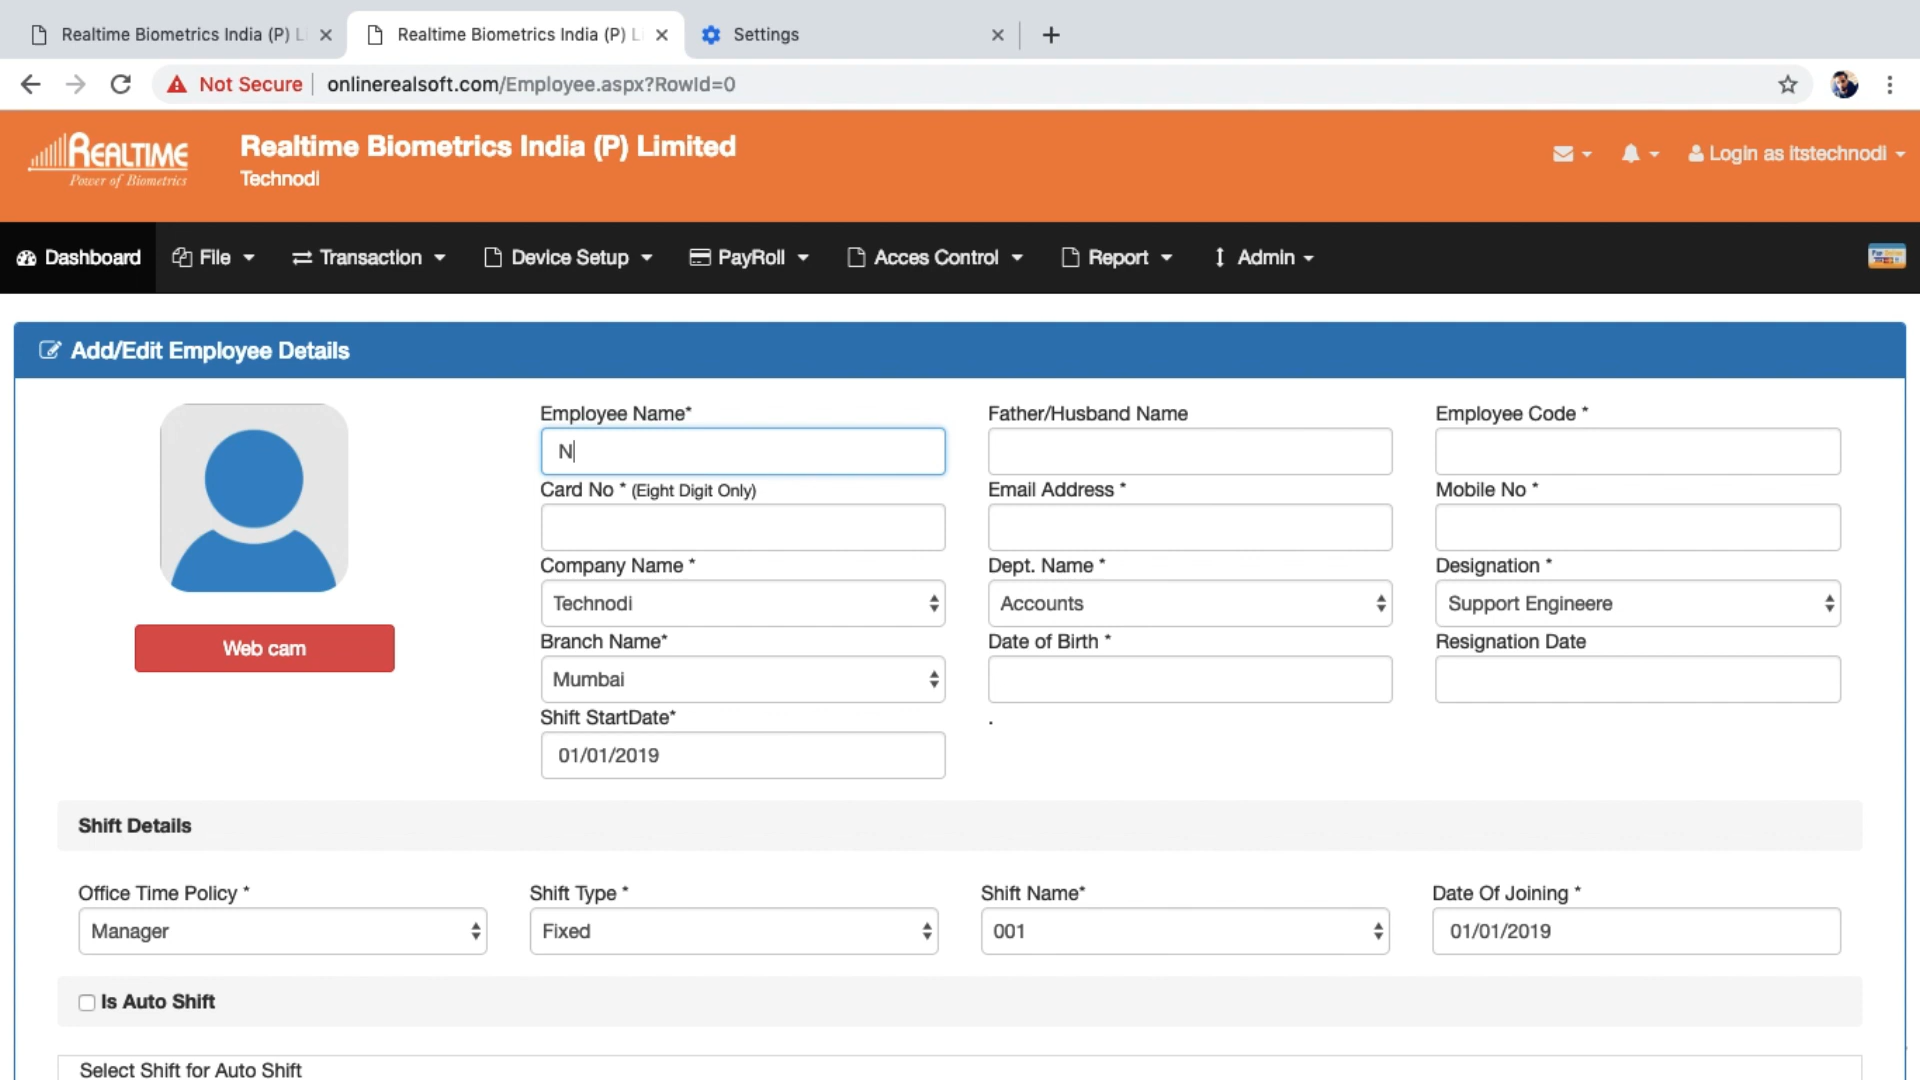 Realtime Biometrics India (P) L
Realtime Biometrics India (P) L
Settings
Not Secure
onlinerealsoft.com/Employee.aspx?RowId=0
REALTIME
Power of Biometrics
Realtime Biometrics India (P) Limited
Technodi
Login as itstechnodi
Dashboard
File
Transaction
Device Setup
PayRoll
Acces Control
Report
Admin
Add/Edit Employee Details
Employee Name*
Father/Husband Name
Employee Code *
N
Card No * (Eight Digit Only)
Email Address *
Mobile No *
Company Name *
Dept. Name *
Designation *
Technodi
Accounts
Support Engineere
Branch Name*
Date of Birth *
Resignation Date
Mumbai
Shift StartDate*
.
01/01/2019
Web cam
Shift Details
Office Time Policy *
Shift Type *
Shift Name*
Date Of Joining *
Manager
Fixed
001
01/01/2019
Is Auto Shift
Select Shift for Auto Shift